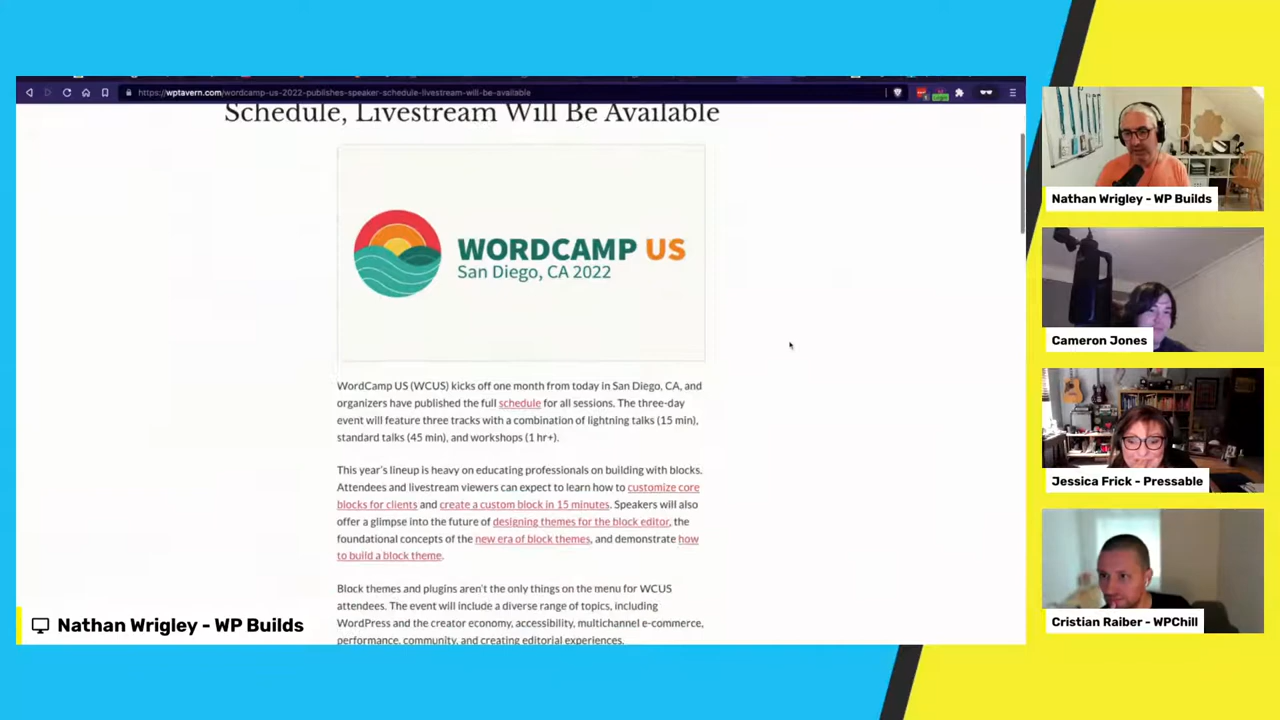 https://wptavern.com/wordcamp-us-2022-publishes-speaker-schedule-livestream-will-be-available
Schedule, Livestream Will Be Available
WORDCAMP US
San Diego, CA 2022
WordCamp US (WCUS) kicks off one month from today in San Diego, CA, and
organizers have published the full schedule for all sessions. The three-day
event will feature three tracks with a combination of lightning talks (15 min),
standard talks (45 min), and workshops (1 hr+).
This year's lineup is heavy on educating professionals on building with blocks.
Attendees and livestream viewers can expect to learn how to customize core
blocks for clients and create a custom block in 15 minutes. Speakers will also
offer a glimpse into the future of designing themes for the block editor, the
foundational concepts of the new era of block themes, and demonstrate how
to build a block theme.
Block themes and plugins aren't the only things on the menu for WCUS
attendees. The event will include a diverse range of topics, including
WordPress and the creator economy, accessibility, multichannel e-commerce,
performance, community, and creating editorial experiences.
Nathan Wrigley - WP Builds
Nathan Wrigley - WP Builds
Cameron Jones
Jessica Frick - Pressable
Cristian Raiber - WPChill